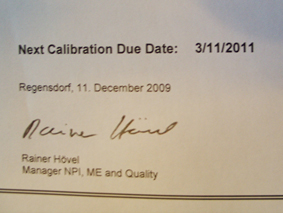 Next Calibration Due Date: 3/11/2011
Regensdorf, 11. December 2009
Rainer Hövel
Rainer Hövel
Manager NPI, ME and Quality